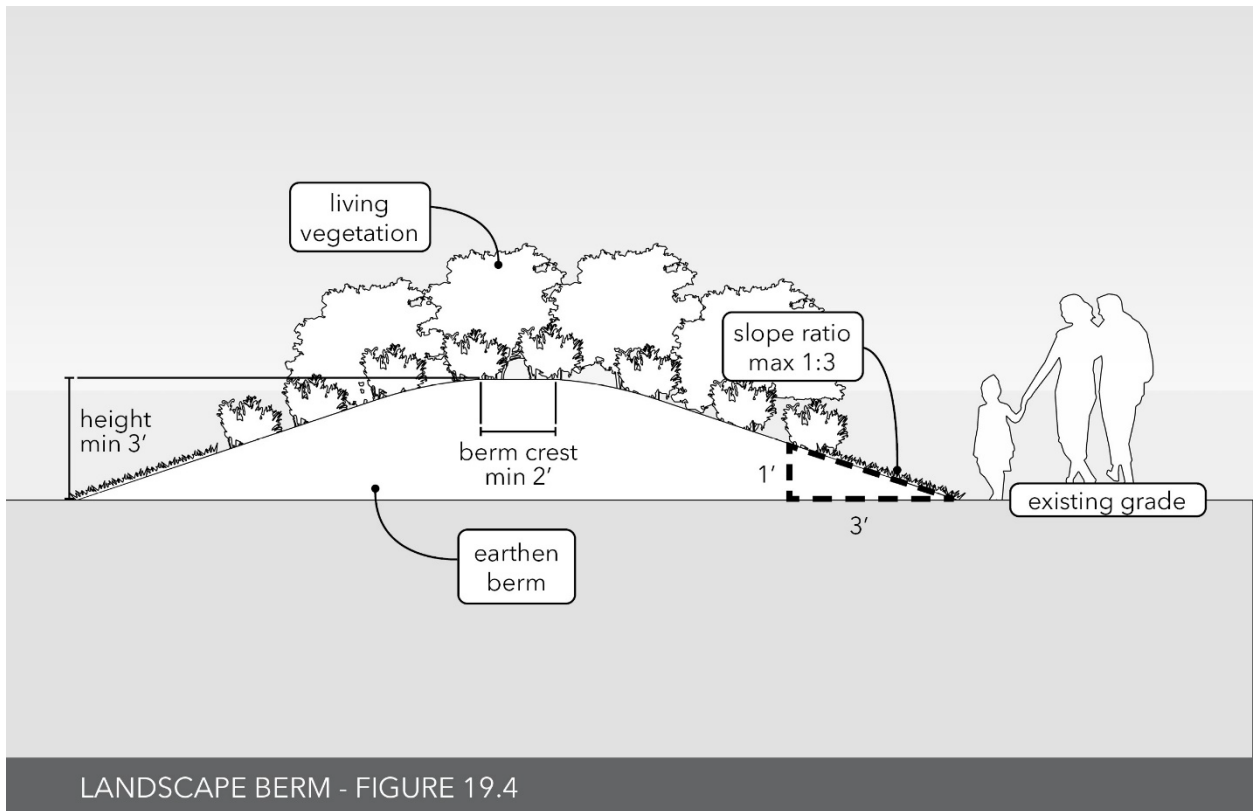 living
vegetation
slope ratio
max 1:3
height
min 3’
berm crest
min 2’
1’
3’
existing grade
earthen
berm
LANDSCAPE BERM - FIGURE 19.4